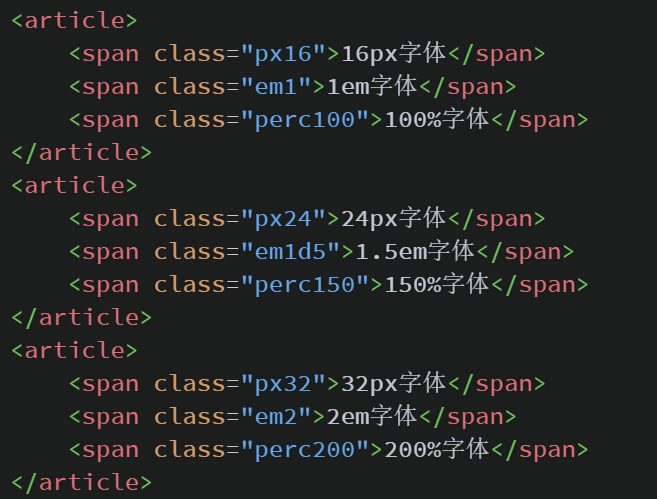 <article>
    <span class="px16">16px字体</span>
    <span class="em1">1em字体</span>
    <span class="perc100">100%字体</span>
</article>
<article>
    <span class="px24">24px字体</span>
    <span class="em1d5">1.5em字体</span>
    <span class="perc150">150%字体</span>
</article>
<article>
    <span class="px32">32px字体</span>
    <span class="em2">2em字体</span>
    <span class="perc200">200%字体</span>
</article>